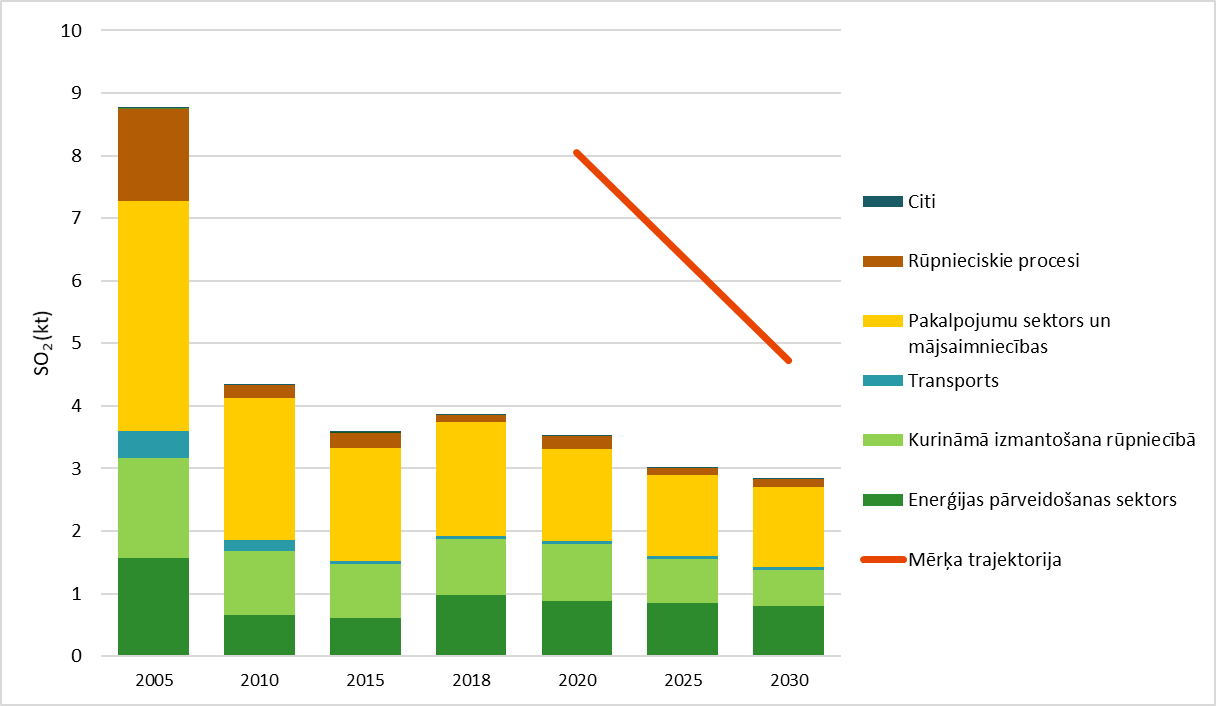 10
9
8
7
6
5
4
3
2
1
0
SO₂ (kt)
2005
2010
2015
2018
2020
2025
2030
Citi
Rūpnieciskie procesi
Pakalpojumu sektors un
mājsaimniecības
Transports
Kurināmā izmantošana rūpniecībā
Enerģijas pārveidošanas sektors
Mērķa trajektorija